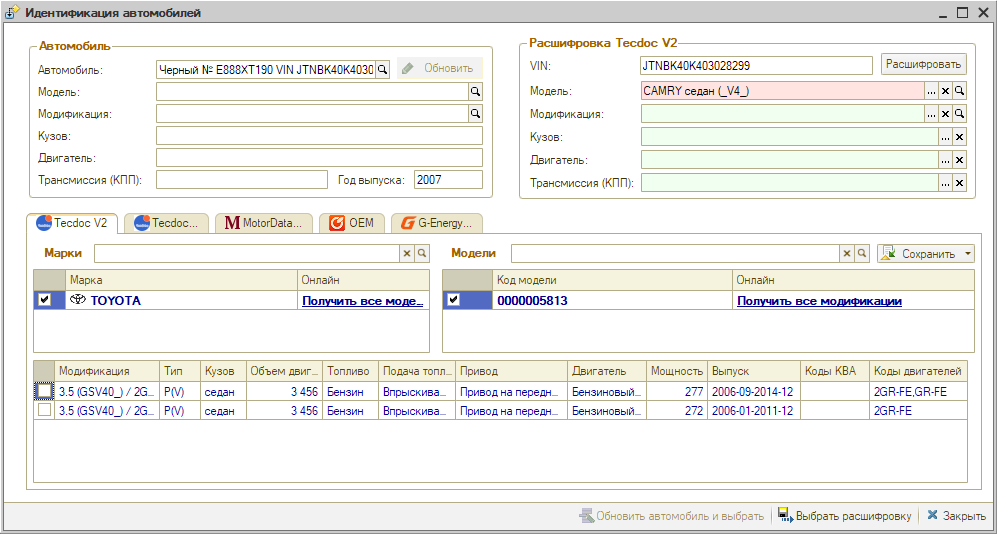 Идентификация автомобилей
Автомобиль
Автомобиль: Черный № E888XT190 VIN JTNBK40K4030 Обновить
Модель:
Модификация:
Кузов:
Двигатель:
Трансмиссия (КПП): Год выпуска: 2007
Расшифровка Tecdoc V2
VIN: JTNBK40K403028299 Расшифровать
Модель: CAMRY седан (_V4_)
Модификация:
Кузов:
Двигатель:
Трансмиссия (КПП):
Tecdoc V2 Tecdoc... MotorData... OEM G-Energy...
Марки Модели Сохранить
Марка Онлайн
TOYOTA Получить все моде...
Код модели Онлайн
0000005813 Получить все модификации
Модификация Тип Кузов Объем двиг... Топливо Подача топл... Привод Двигатель Мощность Выпуск Коды KBA Коды двигателей
3.5 (GSV40_) / 2G... P(V) седан 3 456 Бензин Впрыскива... Привод на передн... Бензиновый... 277 2006-09-2014-12 2GR-FE,GR-FE
3.5 (GSV40_) / 2G... P(V) седан 3 456 Бензин Впрыскива... Привод на передн... Бензиновый... 272 2006-01-2011-12 2GR-FE
Обновить автомобиль и выбрать Выбрать расшифровку Закрыть